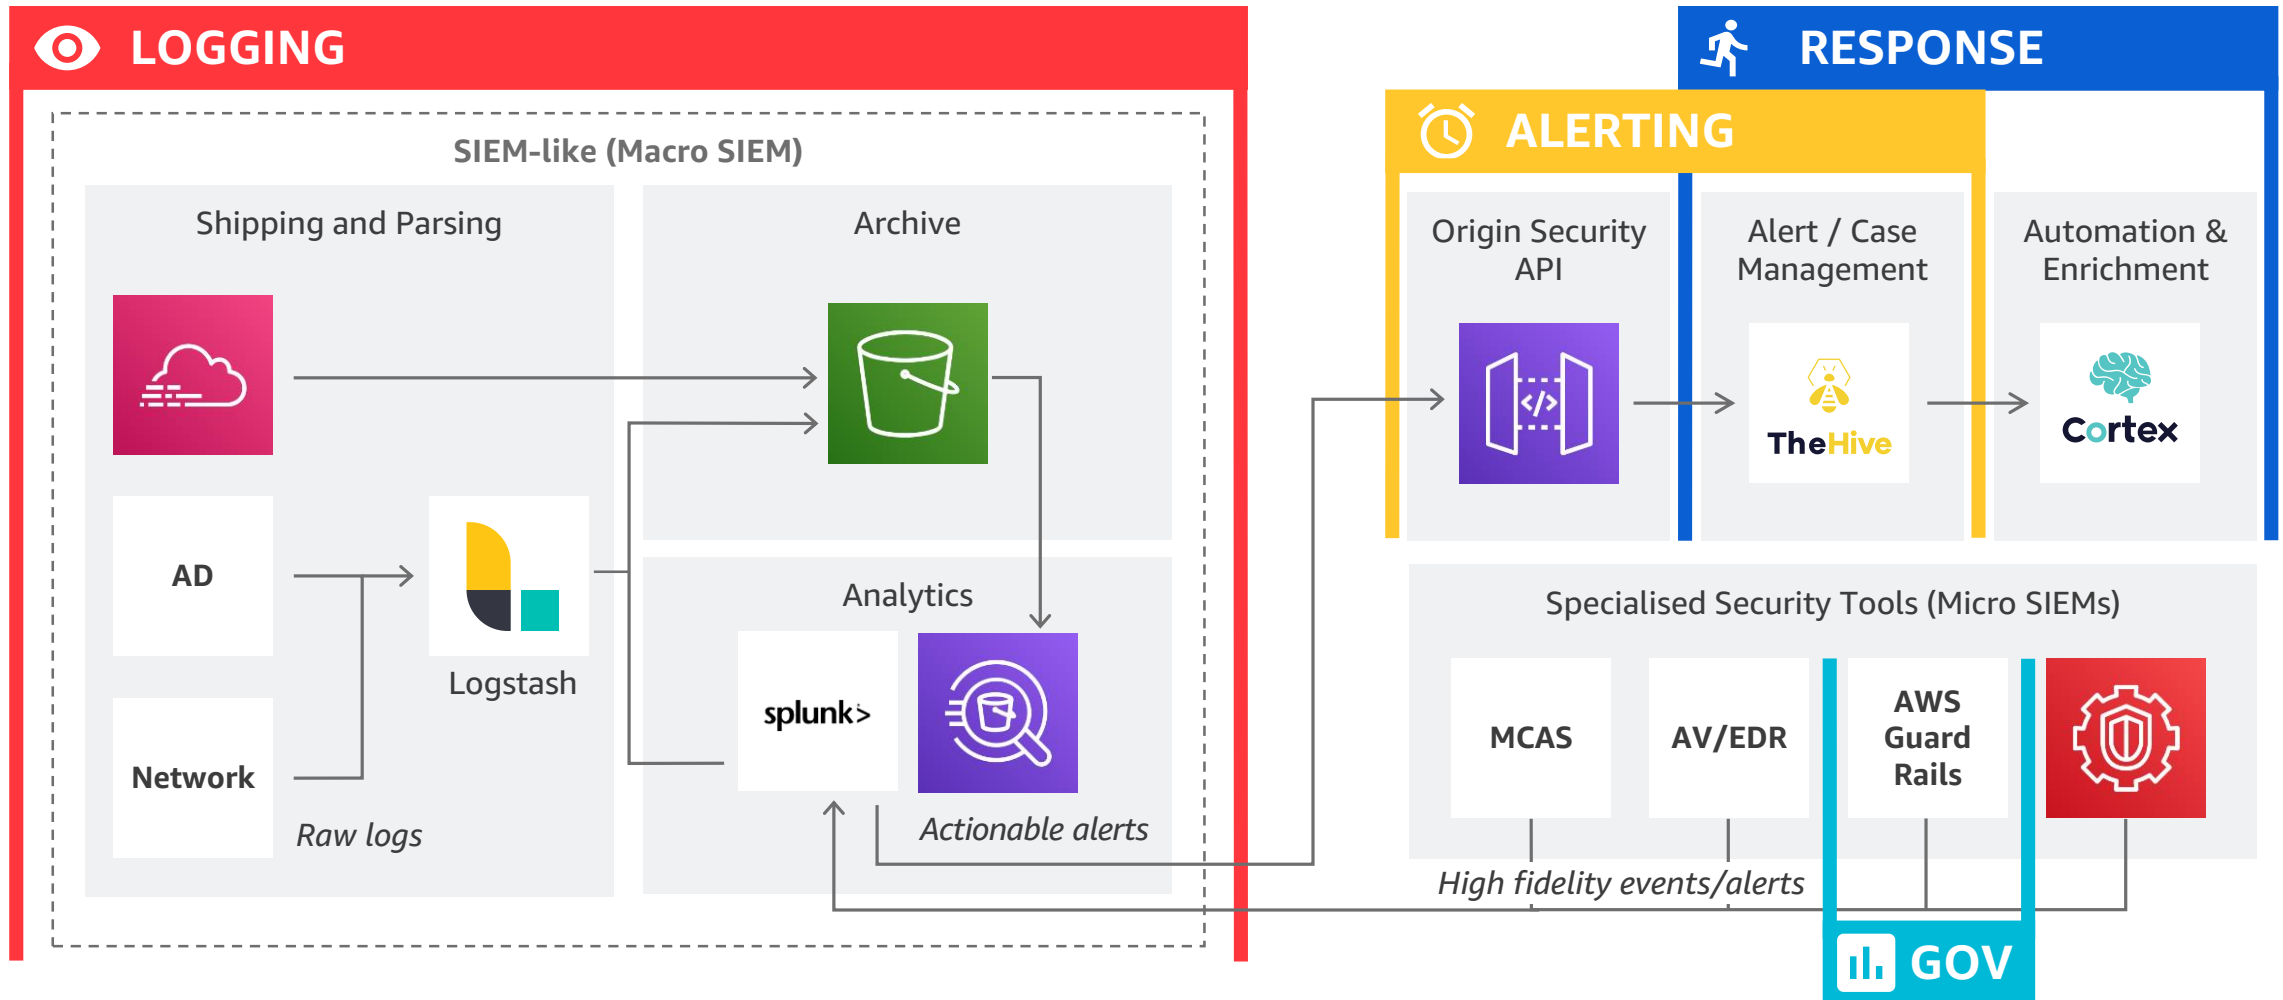 LOGGING
SIEM-like (Macro SIEM)
Shipping and Parsing
AD
Network
Raw logs
Logstash
Archive
Analytics
splunk>
Actionable alerts
RESPONSE
ALERTING
Origin Security
API
</>
Alert / Case
Management
TheHive
Automation &
Enrichment
Cortex
Specialised Security Tools (Micro SIEMs)
MCAS
AV/EDR
AWS
Guard
Rails
High fidelity events/alerts
GOV